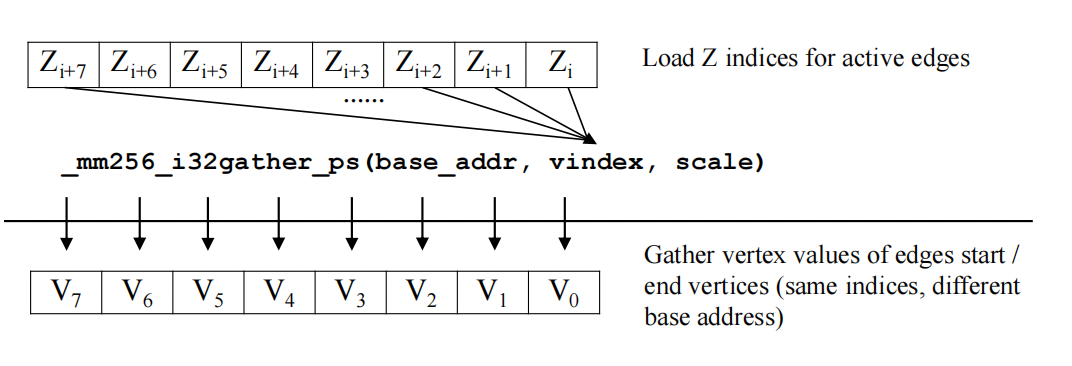 Z_{i+7} Z_{i+6} Z_{i+5} Z_{i+4} Z_{i+3} Z_{i+2} Z_{i+1} Z_i
Load Z indices for active edges
......
_mm256_i32gather_ps(base_addr, vindex, scale)
V_7 V_6 V_5 V_4 V_3 V_2 V_1 V_0
Gather vertex values of edges start /
end vertices (same indices, different
base address)